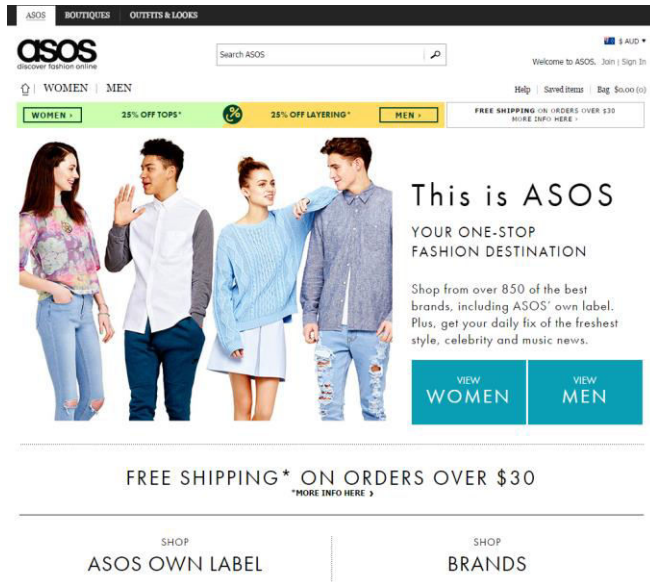 ASOS BOUTIQUES OUTFITS & LOOKS
asos
discover fashion online
Search ASOS
$ AUD
Welcome to ASOS. Join | Sign In
WOMEN | MEN
Help | Saved items | Bag $0.00 (0)
WOMEN › 25% OFF TOPS* % 25% OFF LAYERING* MEN ›
FREE SHIPPING ON ORDERS OVER $30
MORE INFO HERE ›
This is ASOS
YOUR ONE-STOP
FASHION DESTINATION
Shop from over 850 of the best
brands, including ASOS' own label.
Plus, get your daily fix of the freshest
style, celebrity and music news.
VIEW
WOMEN
VIEW
MEN
FREE SHIPPING* ON ORDERS OVER $30
*MORE INFO HERE ›
SHOP
ASOS OWN LABEL
SHOP
BRANDS